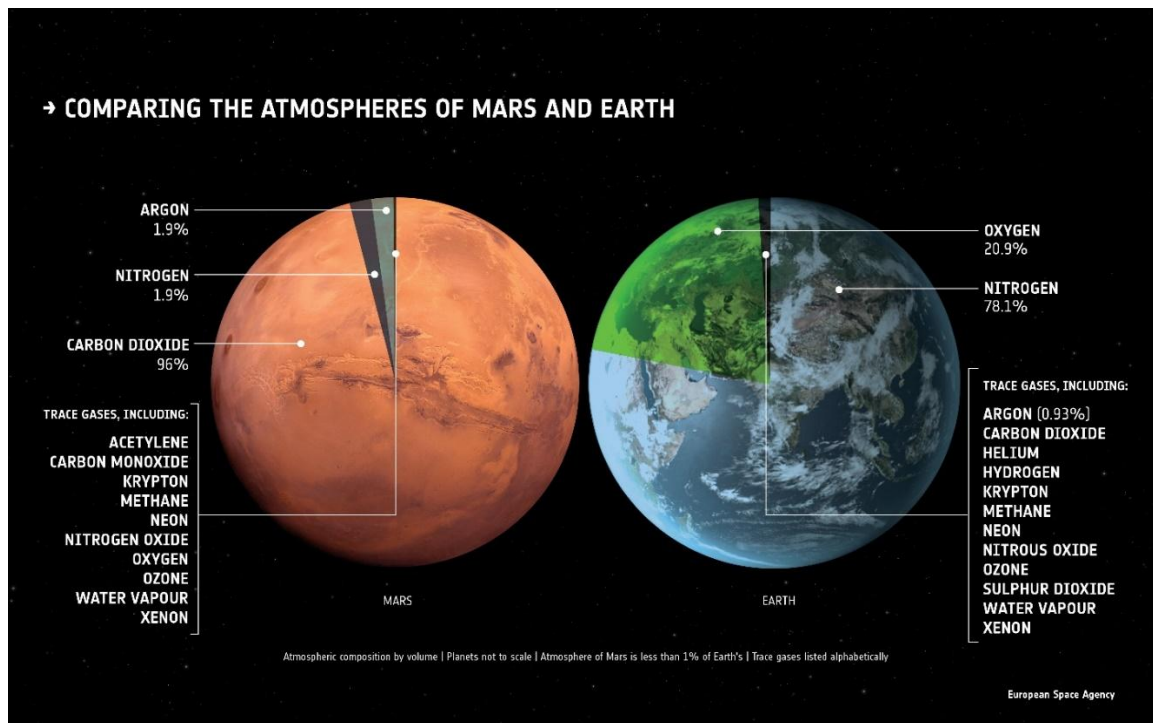 → COMPARING THE ATMOSPHERES OF MARS AND EARTH
ARGON
1.9%
NITROGEN
1.9%
CARBON DIOXIDE
96%
TRACE GASES, INCLUDING:
ACETYLENE
CARBON MONOXIDE
KRYPTON
METHANE
NEON
NITROGEN OXIDE
OXYGEN
OZONE
WATER VAPOUR
XENON
MARS
OXYGEN
20.9%
NITROGEN
78.1%
TRACE GASES, INCLUDING:
ARGON (0.93%)
CARBON DIOXIDE
HELIUM
HYDROGEN
KRYPTON
METHANE
NEON
NITROUS OXIDE
OZONE
SULPHUR DIOXIDE
WATER VAPOUR
XENON
EARTH
Atmospheric composition by volume | Planets not to scale | Atmosphere of Mars is less than 1% of Earth's | Trace gases listed alphabetically
European Space Agency